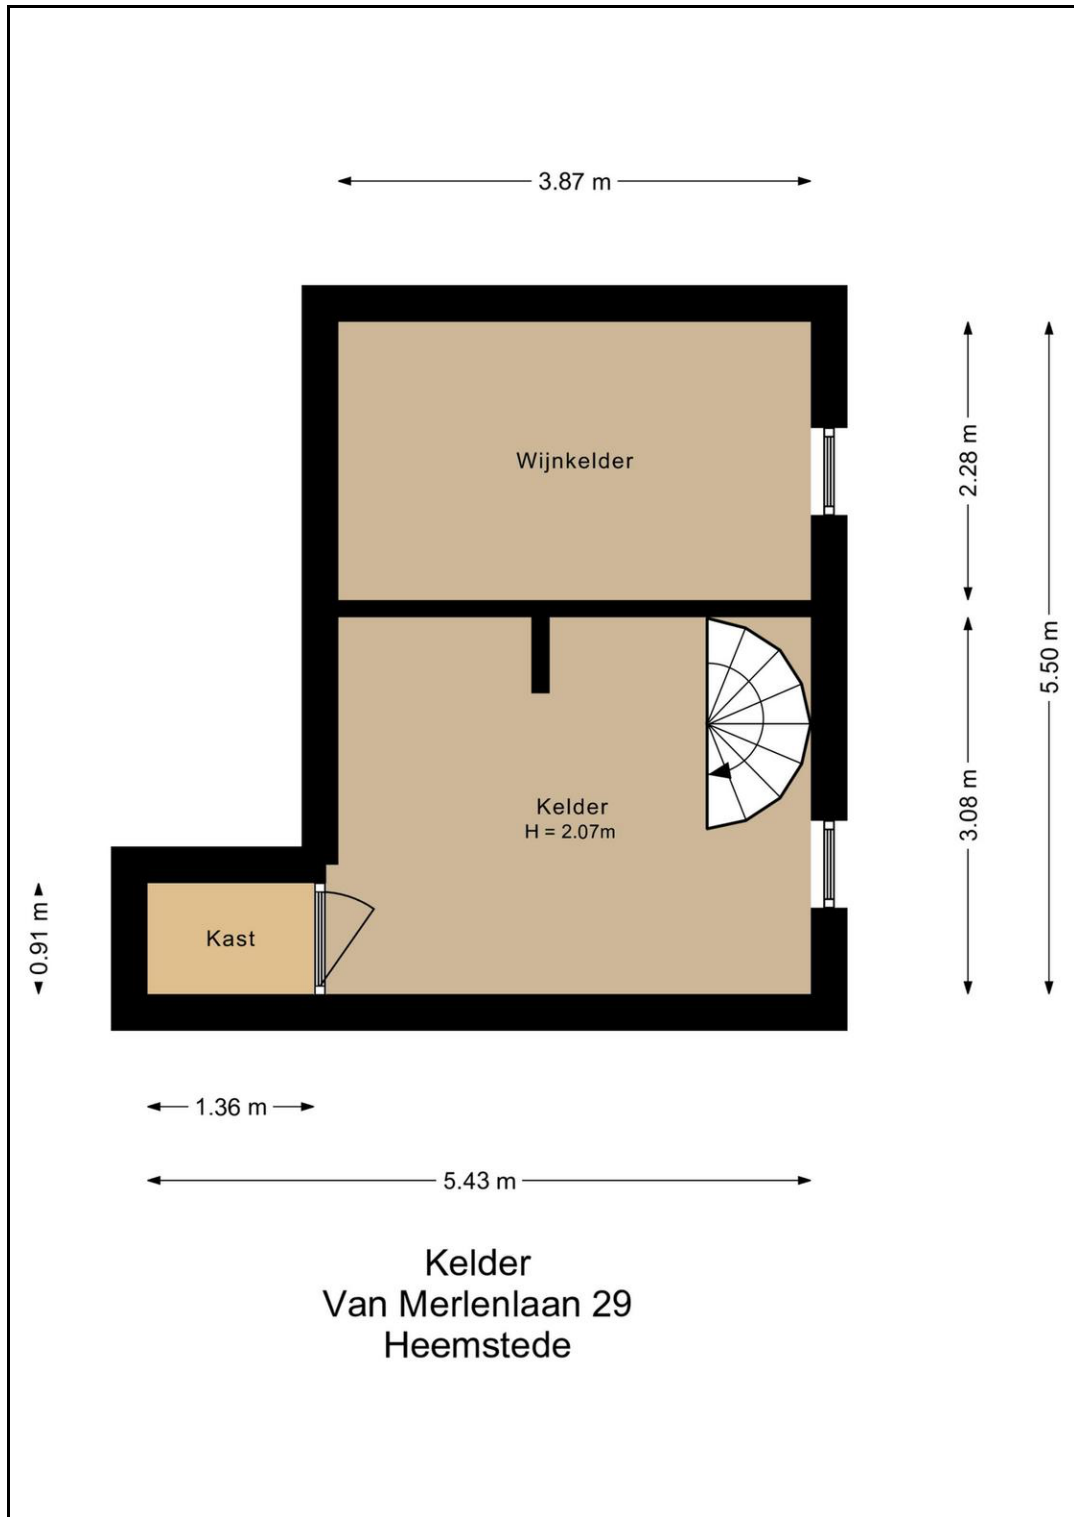 3.87 m
Wijnkelder
2.28 m
5.50 m
Kelder
H = 2.07m
3.08 m
Kast
0.91 m
1.36 m
5.43 m
Kelder
Van Merlenlaan 29
Heemstede